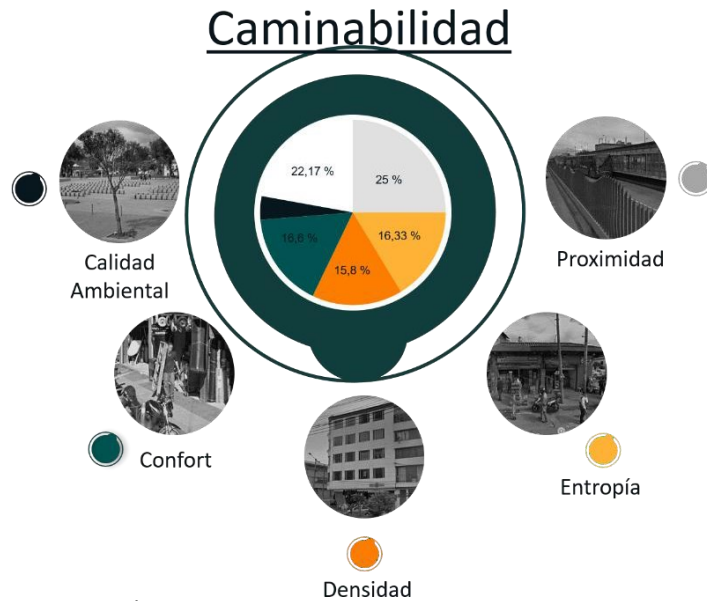 Caminabilidad
22,17 %
25 %
16,6 %
16,33 %
15,8 %
Calidad
Ambiental
Proximidad
Confort
Entropía
Densidad